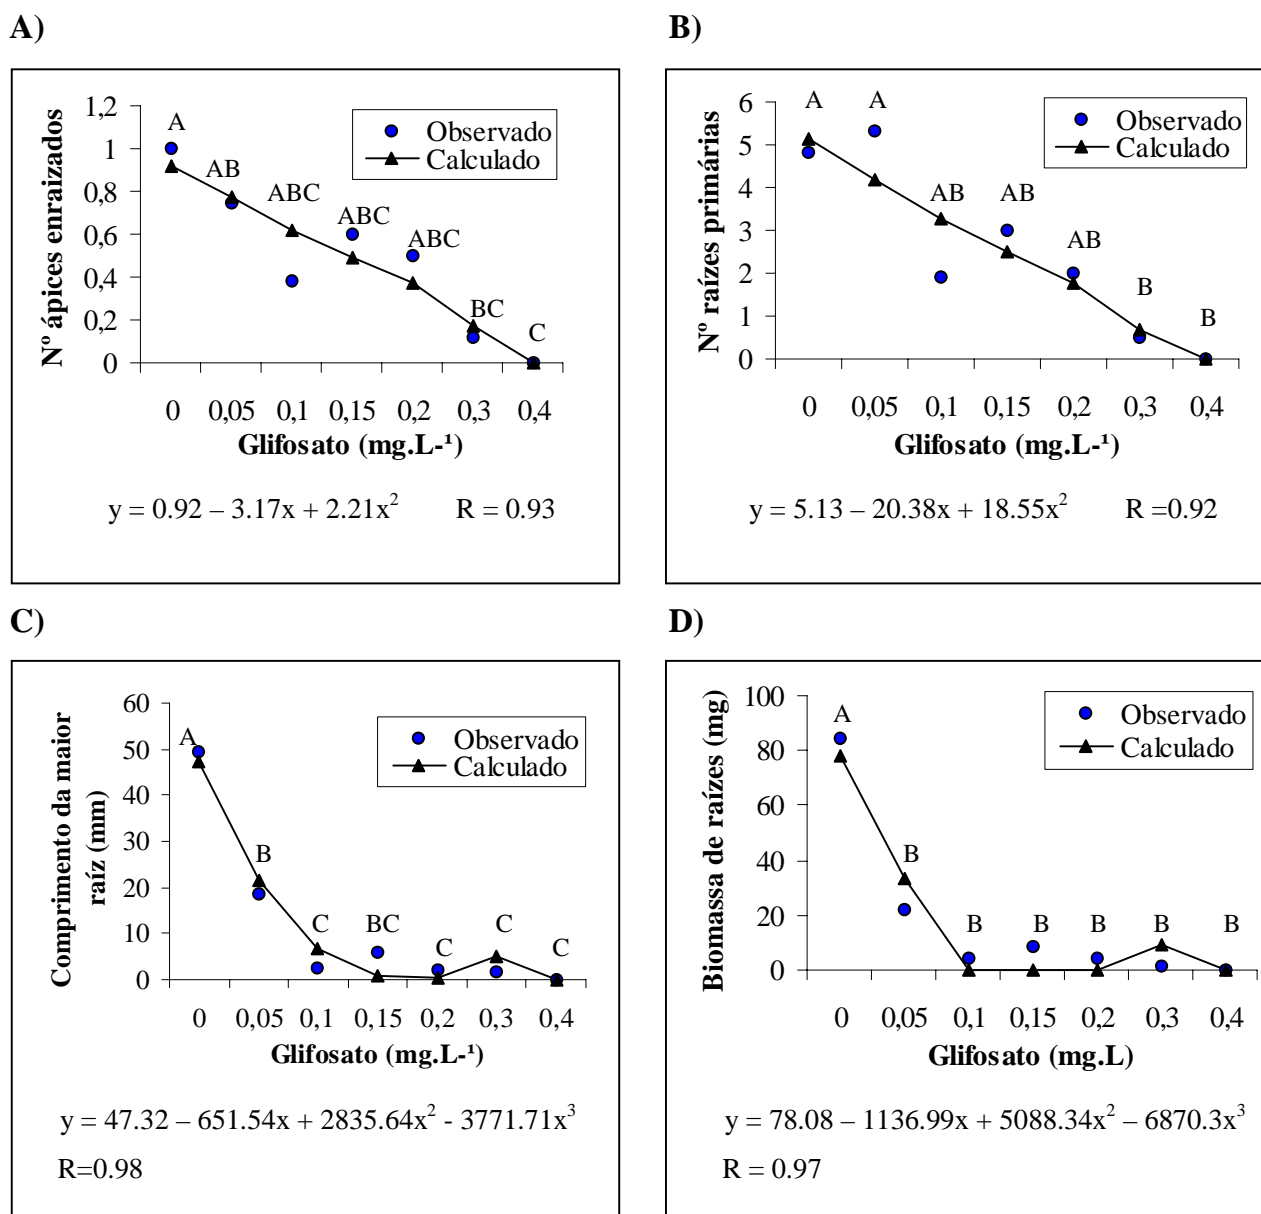 A)
1,2
1
0,8
0,6
0,4
0,2
0
Nº ápices enraizados
Observado
Calculado
A
AB
ABC
ABC
ABC
BC
C
0 0,05 0,1 0,15 0,2 0,3 0,4
Glifosato (mg.L-¹)
y = 0.92 – 3.17x + 2.21x² R = 0.93
B)
6
5
4
3
2
1
0
Nº raízes primárias
Observado
Calculado
A A
AB AB
AB
B
B
0 0,05 0,1 0,15 0,2 0,3 0,4
Glifosato (mg.L-¹)
y = 5.13 – 20.38x + 18.55x² R =0.92
C)
60
50
40
30
20
10
0
Comprimento da maior
raíz (mm)
Observado
Calculado
A
B
C BC C C C
0 0,05 0,1 0,15 0,2 0,3 0,4
Glifosato (mg.L-¹)
y = 47.32 – 651.54x + 2835.64x² - 3771.71x³
R=0.98
D)
100
80
60
40
20
0
Biomassa de raízes (mg)
Observado
Calculado
A
B
B B B B B
0 0,05 0,1 0,15 0,2 0,3 0,4
Glifosato (mg.L)
y = 78.08 – 1136.99x + 5088.34x² – 6870.3x³
R = 0.97